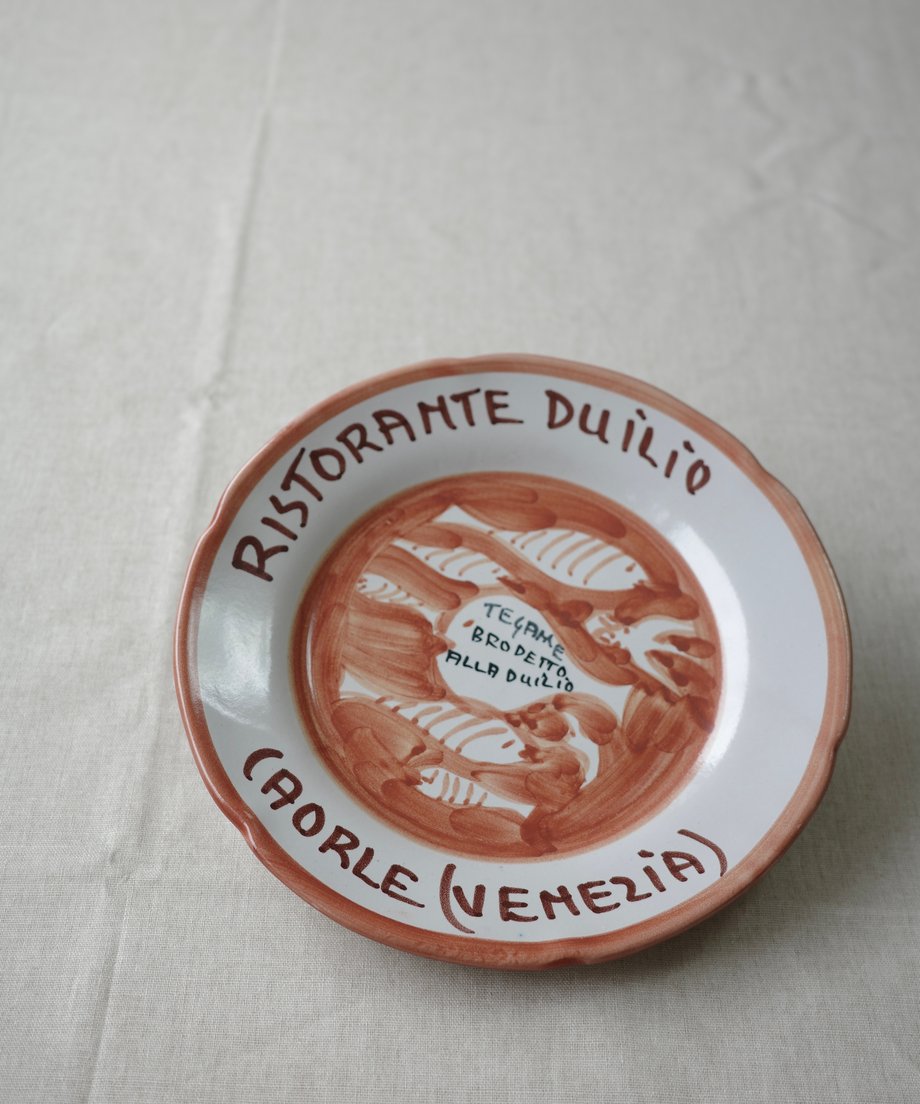 RISTORANTE DUILIO
TEGAME
BRODETTO
ALLA DUILIO
CAORLE (VENEZIA)